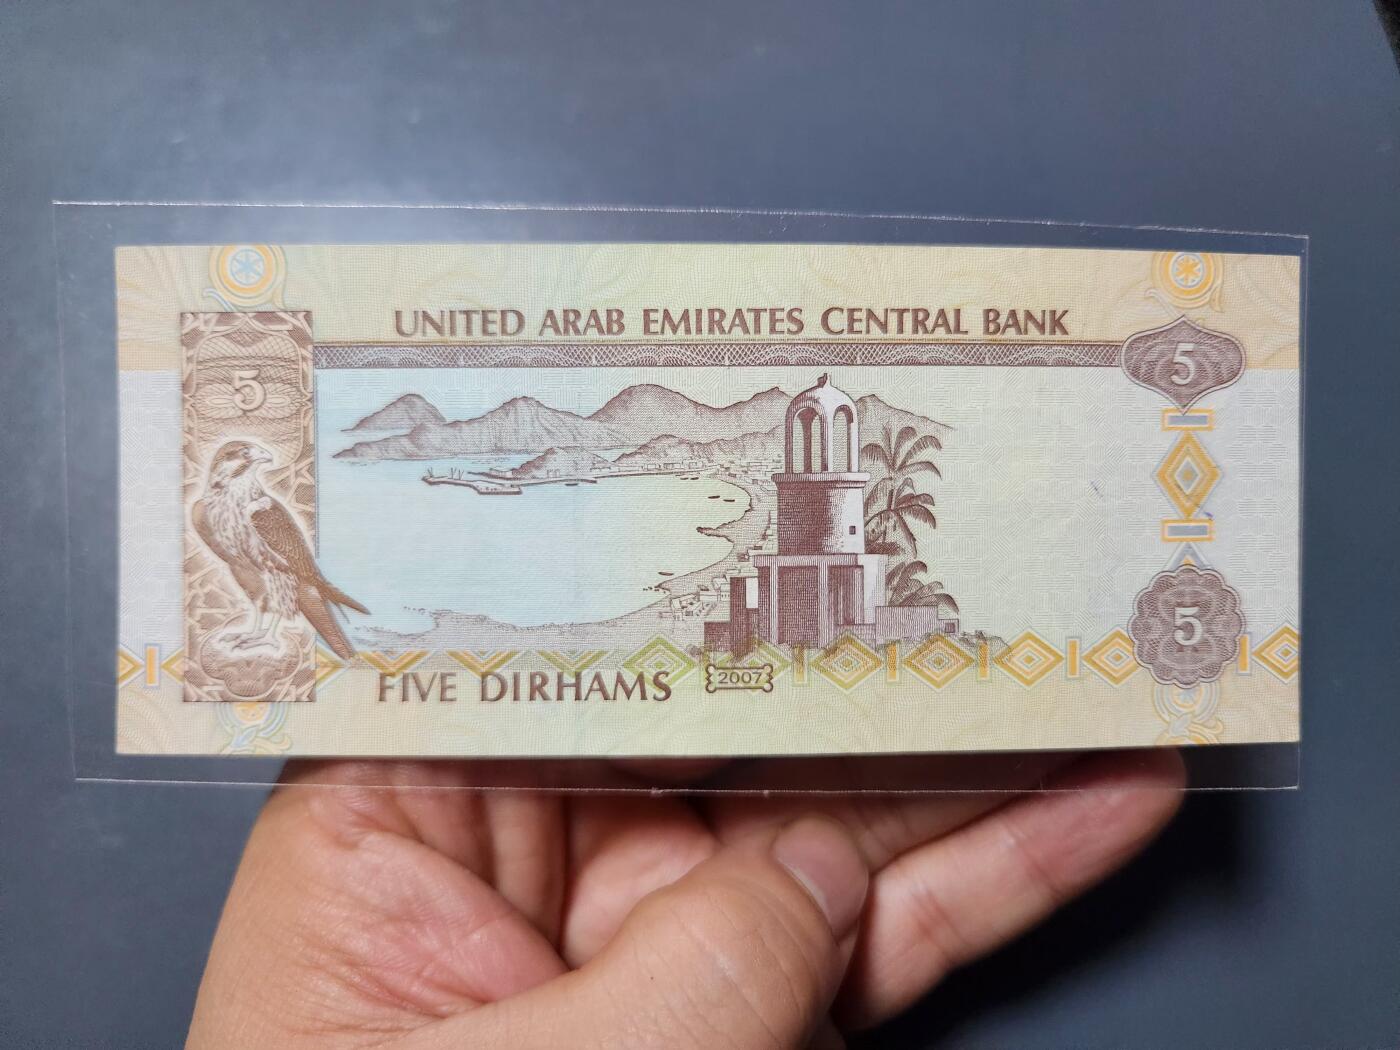 UNITED ARAB EMIRATES CENTRAL BANK
5
5
5
FIVE DIRHAMS
2007